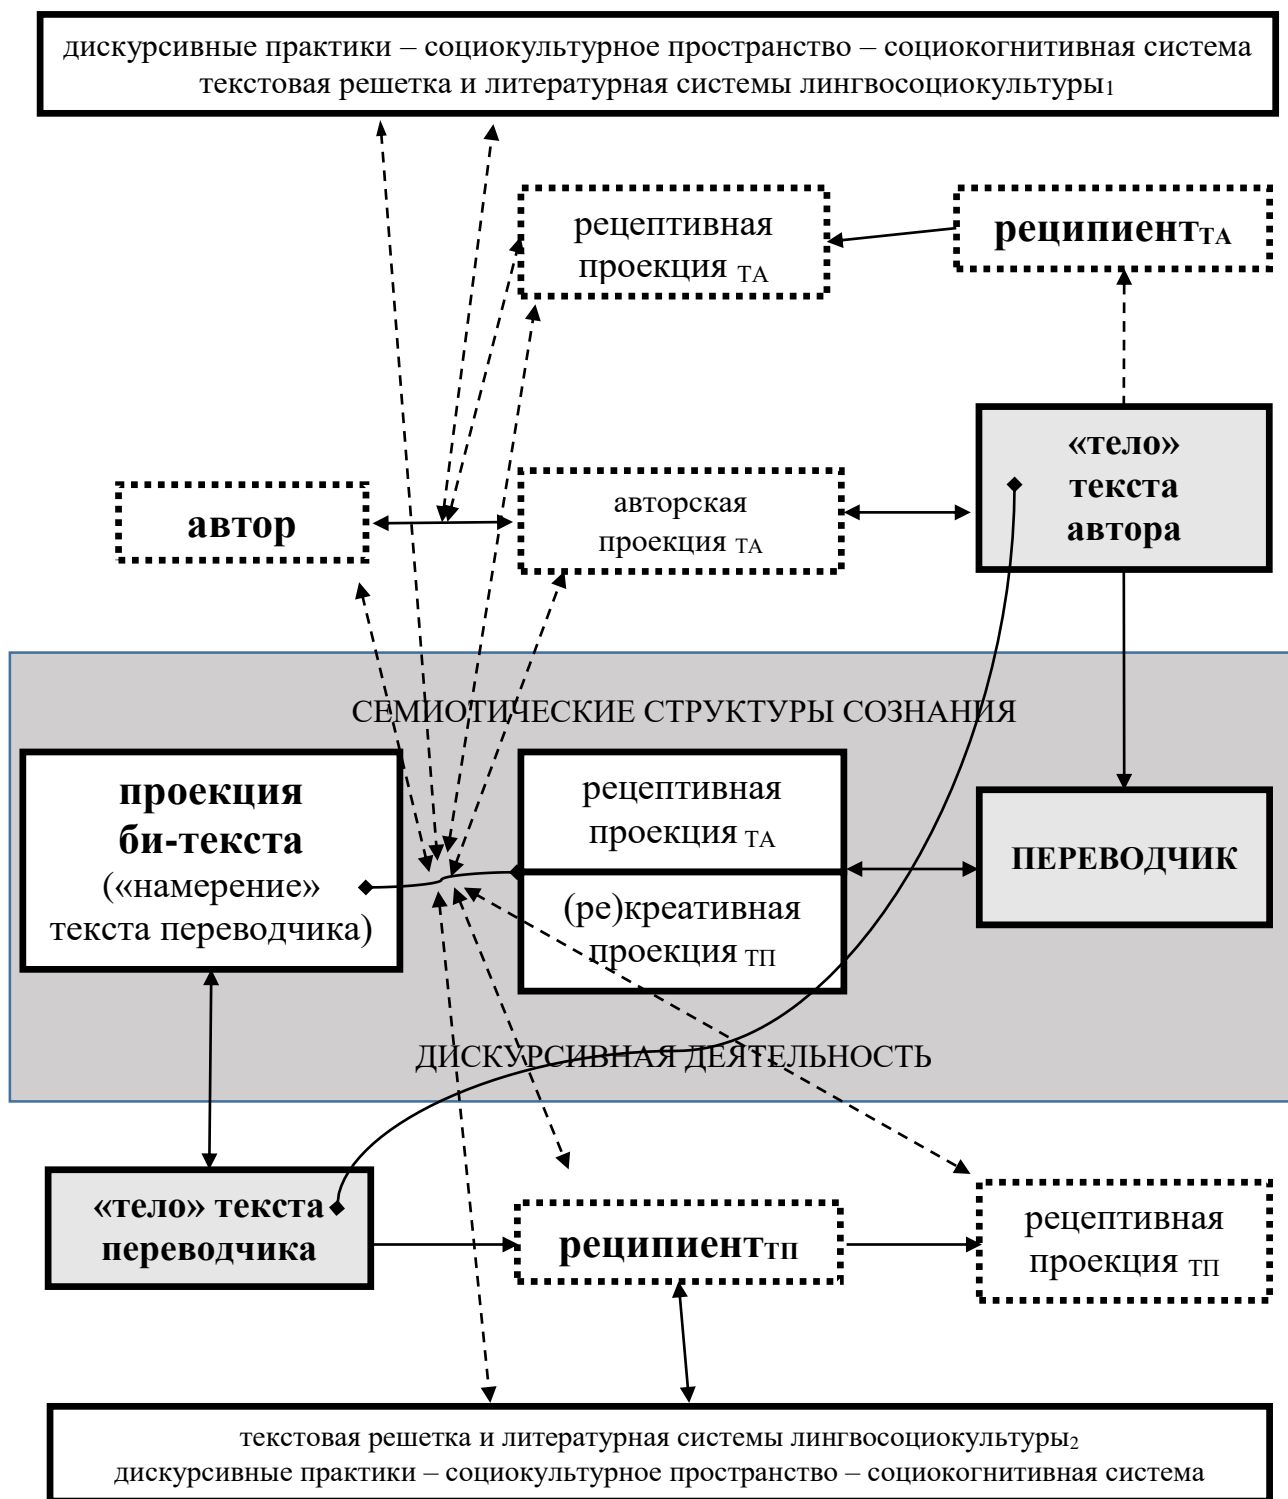 дискурсивные практики – социокультурное пространство – социокогнитивная система
текстовая решетка и литературная системы лингвосоциокультуры₁
рецептивная
проекция ТА
реципиентТА
«тело»
текста
автора
автор
авторская
проекция ТА
СЕМИОТИЧЕСКИЕ СТРУКТУРЫ СОЗНАНИЯ
проекция
би-текста
(«намерение»
текста переводчика)
рецептивная
проекция ТА
(ре)креативная
проекция ТП
ПЕРЕВОДЧИК
ДИСКУРСИВНАЯ ДЕЯТЕЛЬНОСТЬ
«тело» текста
переводчика
реципиентТП
рецептивная
проекция ТП
текстовая решетка и литературная системы лингвосоциокультуры₂
дискурсивные практики – социокультурное пространство – социокогнитивная система